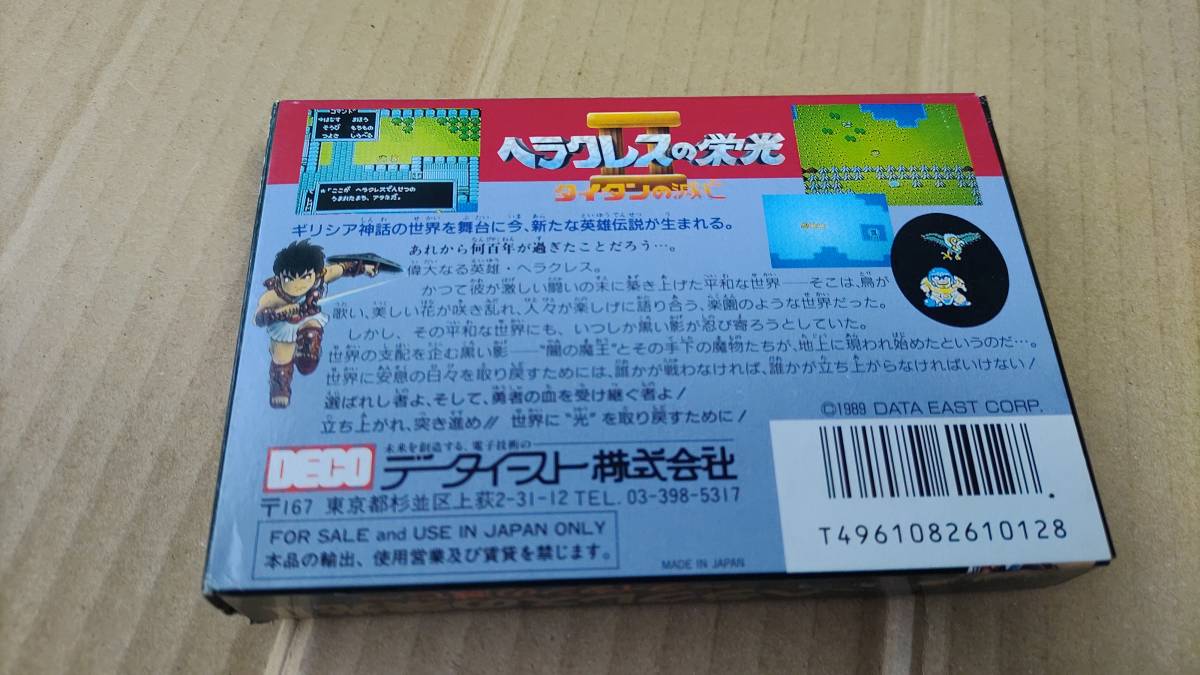 コマンド
はなす まほう
そうび もちもの
つよさ しらべる
＊「ここが ヘラクレスでんせつの
うまれたまち、アテネだ。
II
ヘラクレスの栄光
タイタンの滅亡
ギリシア神話の世界を舞台に今、新たな英雄伝説が生まれる。
あれから何百年が過ぎたことだろう…。
偉大なる英雄・ヘラクレス。
かつて彼が激しい闘いの末に築き上げた平和な世界──そこは、鳥が
歌い、美しい花が咲き乱れ、人々が楽しげに語り合う、楽園のような世界だった。
しかし、その平和な世界にも、いつしか黒い影が忍び寄ろうとしていた。
世界の支配を企む黒い影──“闇の魔王”とその手下の魔物たちが、地上に現われ始めたというのだ…。
世界に安息の日々を取り戻すためには、誰かが戦わなければ、誰かが立ち上がらなければいけない！
選ばれし者よ、そして、勇者の血を受け継ぐ者よ！
立ち上がれ、突き進め!! 世界に“光”を取り戻すために！
©1989 DATA EAST CORP.
未来を創造する、電子技術の
DECO データイースト株式会社
〒167 東京都杉並区上荻2-31-12 TEL. 03-398-5317
FOR SALE and USE IN JAPAN ONLY
本品の輸出、使用営業及び賃貸を禁じます。
MADE IN JAPAN
T4961082610128